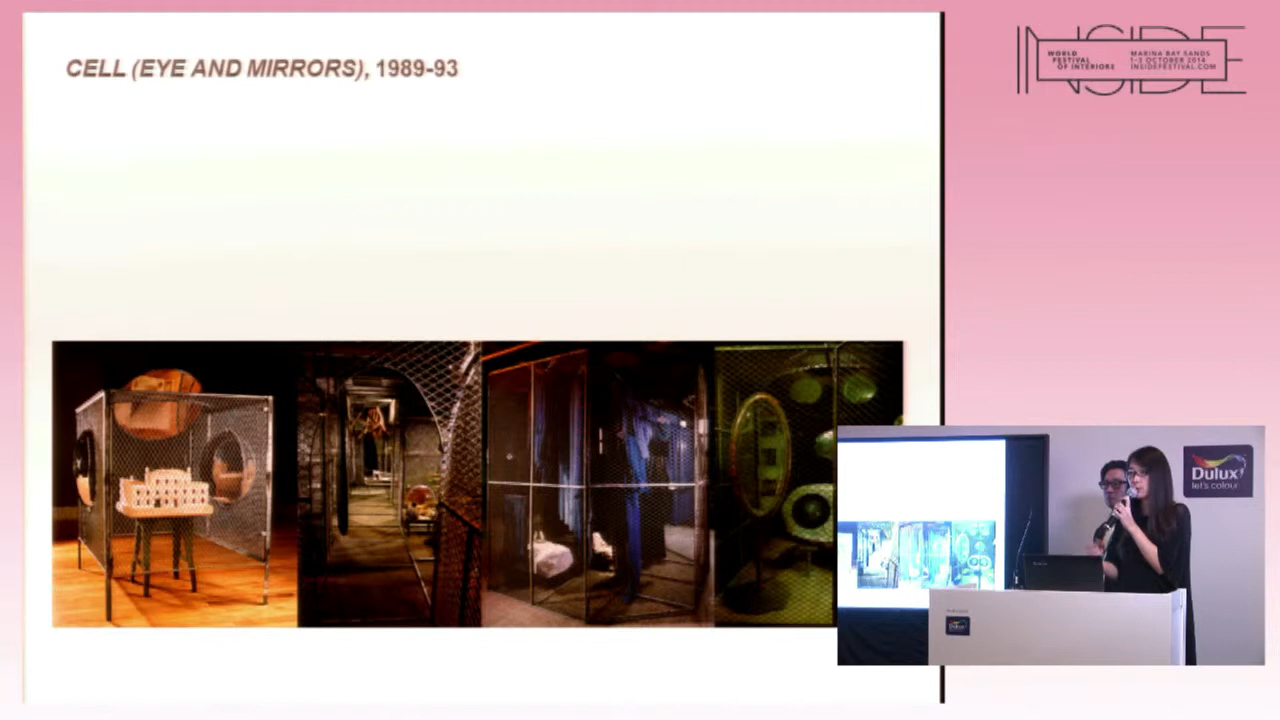 CELL (EYE AND MIRRORS), 1989-93
INSIDE
WORLD
FESTIVAL
OF INTERIORS
MARINA BAY SANDS
1-3 OCTOBER 2014
INSIDEFESTIVAL.COM
Dulux
let's colour
Dulux